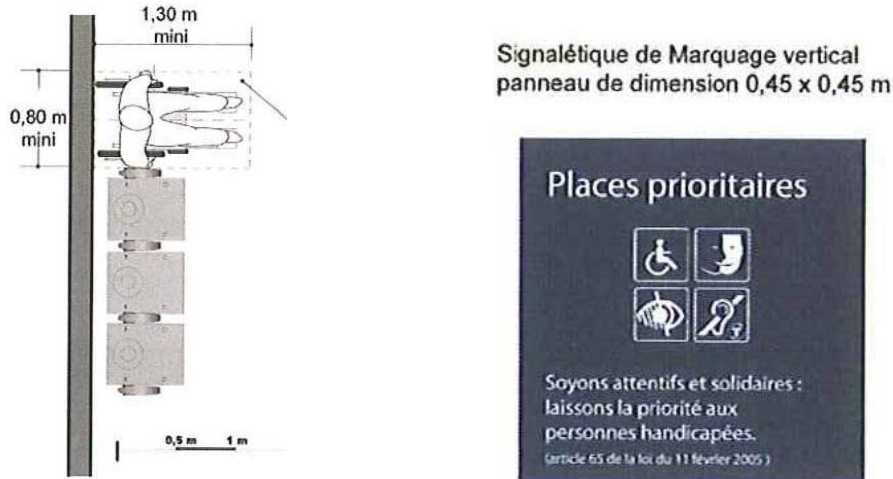 1,30 m
mini
0,80 m
mini
0,5 m 1 m
Signalétique de Marquage vertical
panneau de dimension 0,45 x 0,45 m
Places prioritaires
Soyons attentifs et solidaires :
laissons la priorité aux
personnes handicapées.
(article 65 de la loi du 11 février 2005)